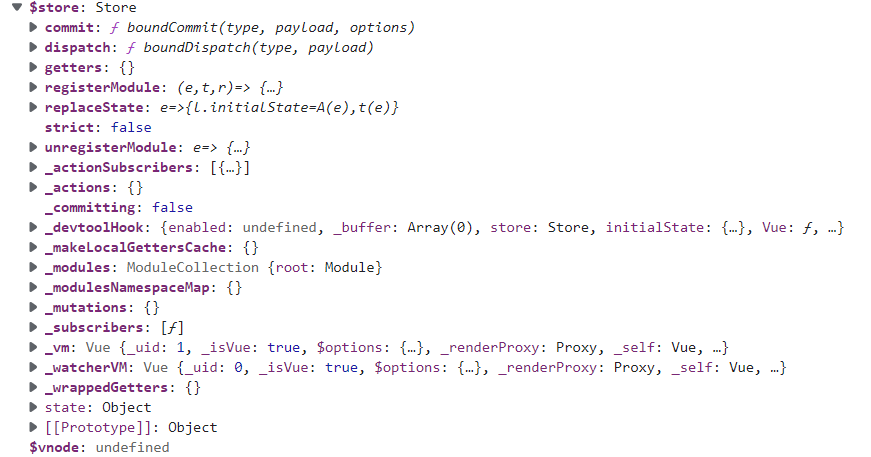 $store: Store
commit: ƒ boundCommit(type, payload, options)
dispatch: ƒ boundDispatch(type, payload)
getters: {}
registerModule: (e,t,r)=> {…}
replaceState: e=>{l.initialState=A(e),t(e)}
strict: false
unregisterModule: e=> {…}
_actionSubscribers: [{…}]
_actions: {}
_committing: false
_devtoolHook: {enabled: undefined, _buffer: Array(0), store: Store, initialState: {…}, Vue: ƒ, …}
_makeLocalGettersCache: {}
_modules: ModuleCollection {root: Module}
_modulesNamespaceMap: {}
_mutations: {}
_subscribers: [ƒ]
_vm: Vue {_uid: 1, _isVue: true, $options: {…}, _renderProxy: Proxy, _self: Vue, …}
_watcherVM: Vue {_uid: 0, _isVue: true, $options: {…}, _renderProxy: Proxy, _self: Vue, …}
_wrappedGetters: {}
state: Object
[[Prototype]]: Object
$vnode: undefined